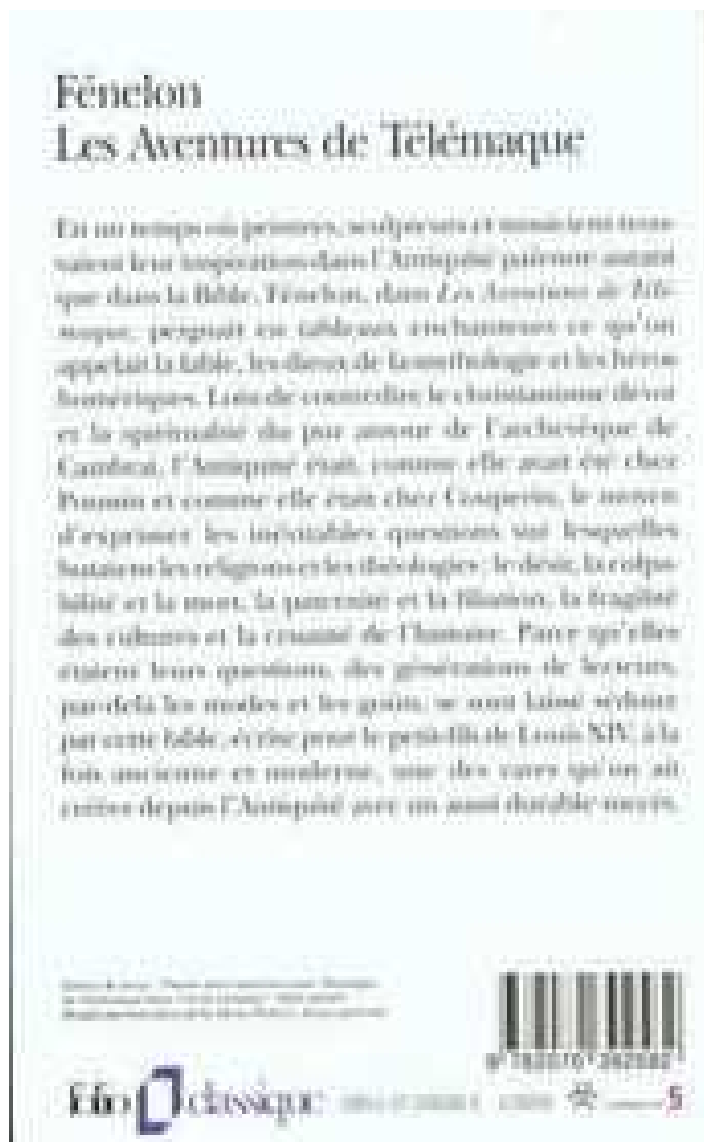 Fénelon
Les Aventures de Télémaque
En un temps où peintres, sculpteurs et musiciens trou-
vaient leur inspiration dans l'Antiquité païenne autant
que dans la Bible, Fénelon, dans Les Aventures de Télé-
maque, peignait en tableaux enchanteurs ce qu'on
appelait la fable, les dieux de la mythologie et les héros
homériques. Loin de contredire le christianisme dévot
et la spiritualité du pur amour de l'archevêque de
Cambrai, l'Antiquité était, comme elle avait été chez
Poussin et comme elle était chez Couperin, le moyen
d'exprimer les inévitables questions sur lesquelles
butaient les religions et les théologies : le désir, la culpa-
bilité et la mort, la paternité et la filiation, la fragilité
des cultures et la cruauté de l'histoire. Parce qu'elles
étaient leurs questions, des générations de lecteurs,
par-delà les modes et les goûts, se sont laissé séduire
par cette fable, écrite pour le petit-fils de Louis XIV, à la
fois ancienne et moderne, une des rares qu'on ait
créées depuis l'Antiquité avec un aussi durable succès.
folio classique
5